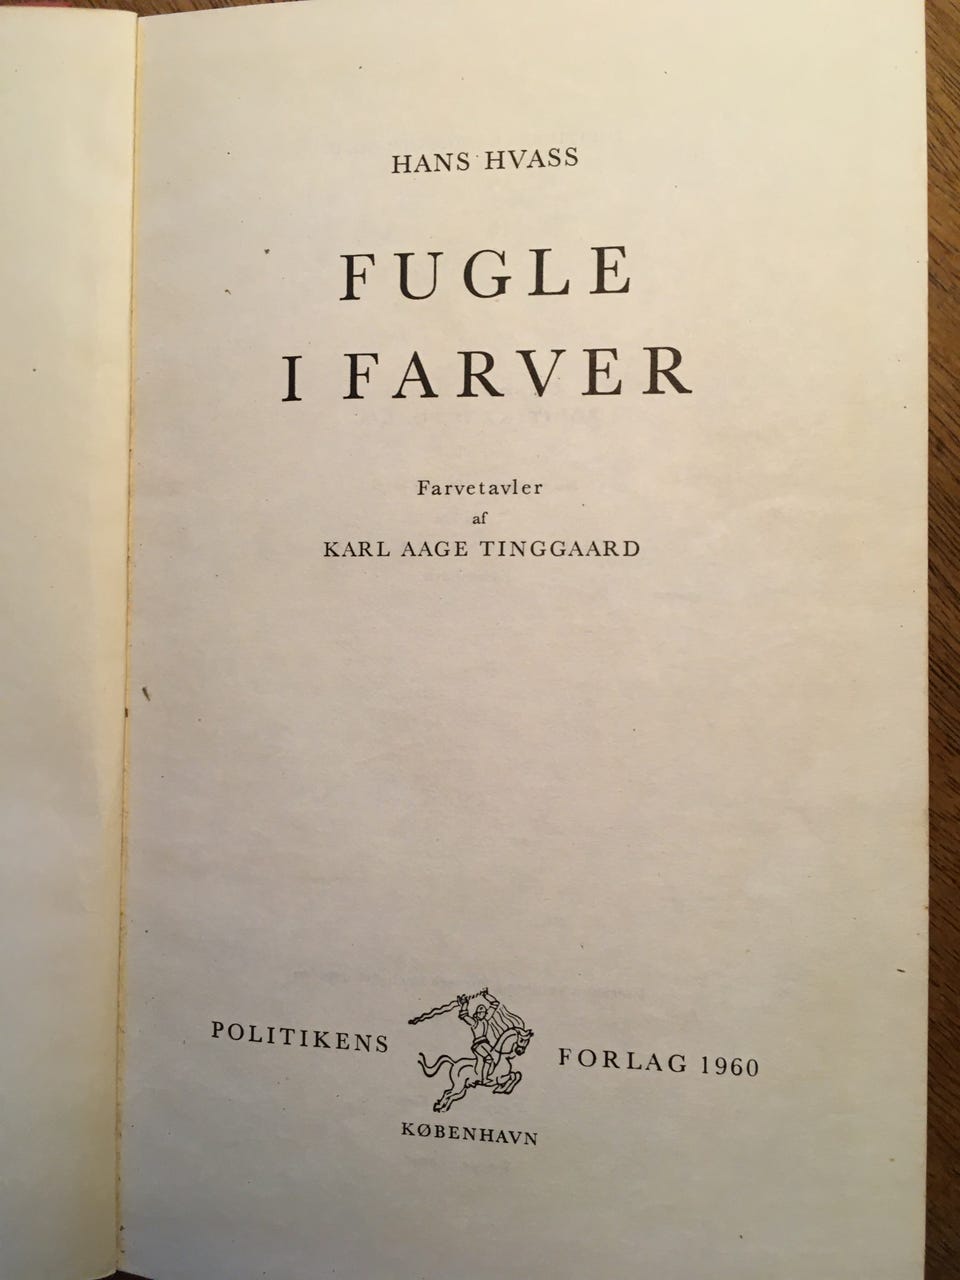 HANS HVASS
FUGLE
I FARVER
Farvetavler
af
KARL AAGE TINGGAARD
POLITIKENS FORLAG 1960
KØBENHAVN